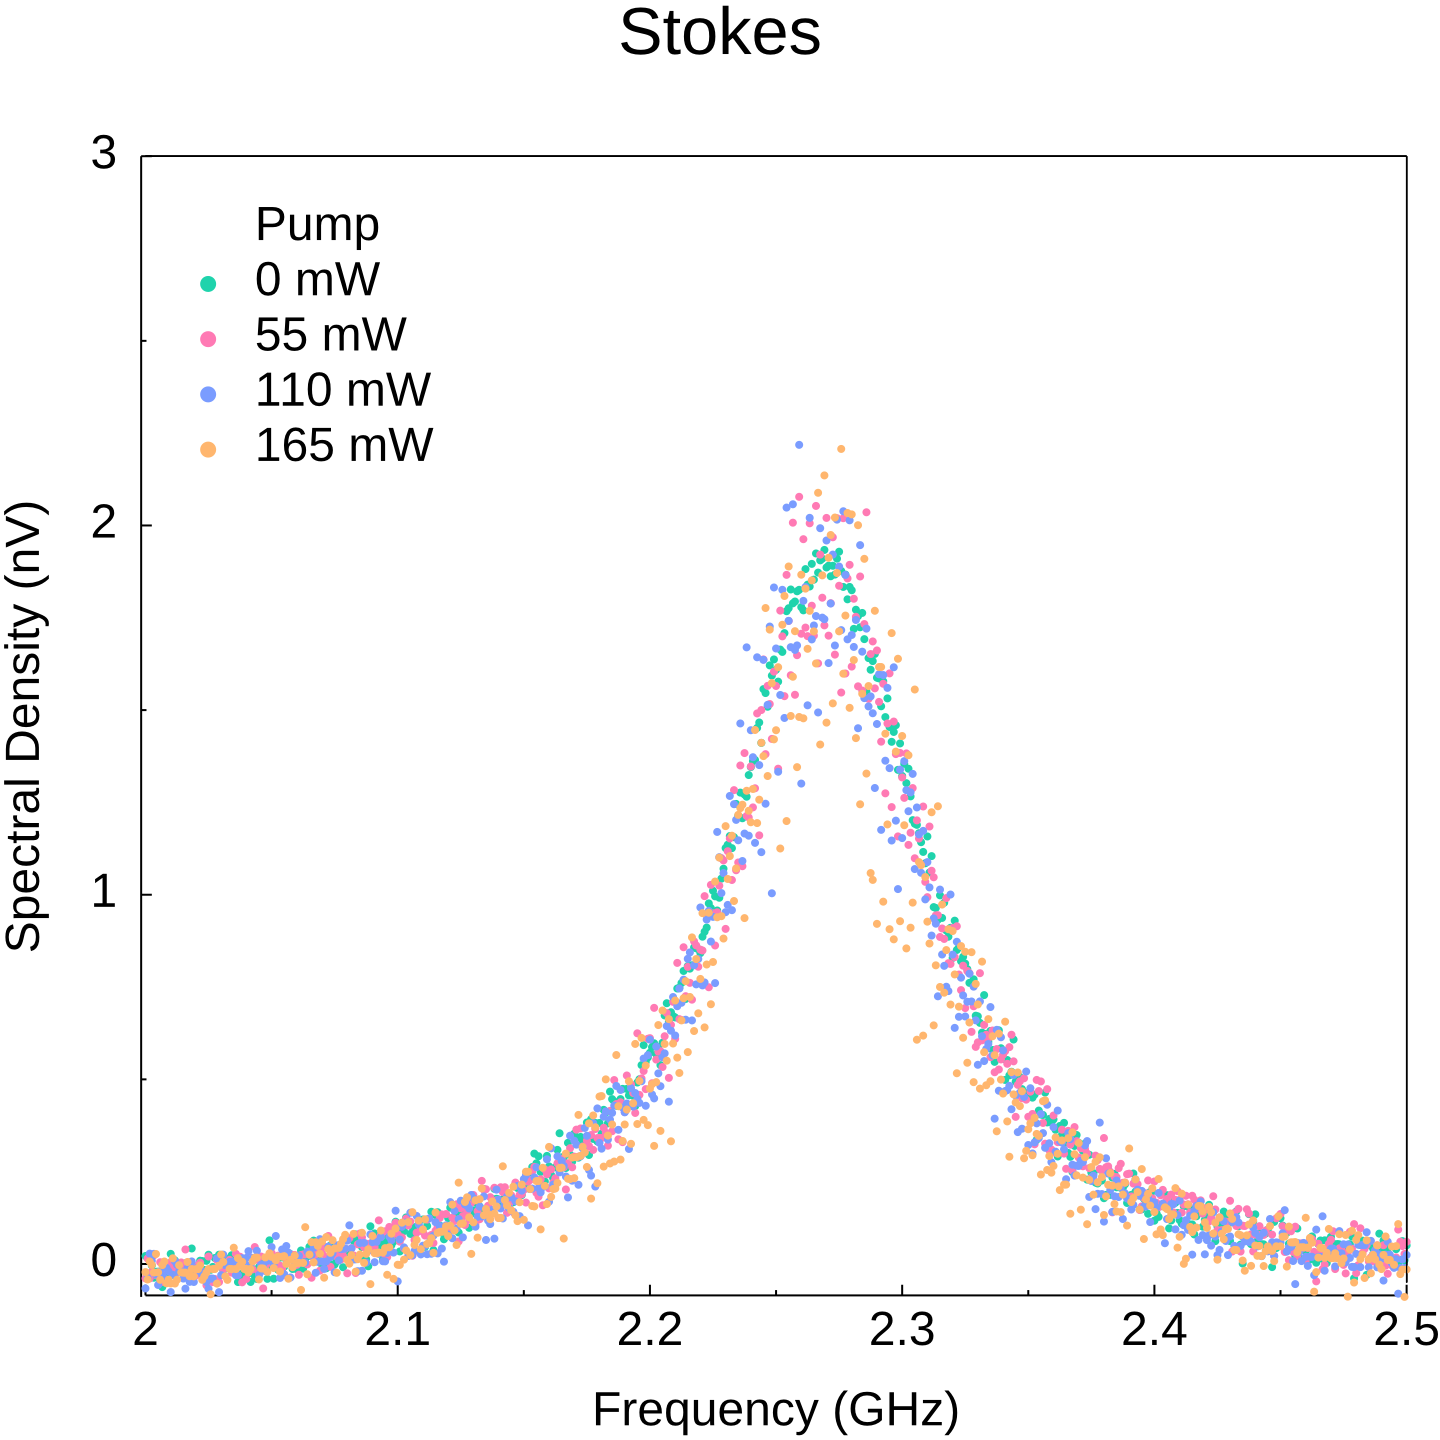 Stokes
3
Pump
0 mW
55 mW
110 mW
165 mW
2
1
0
Spectral Density (nV)
2
2.1
2.2
2.3
2.4
2.5
Frequency (GHz)